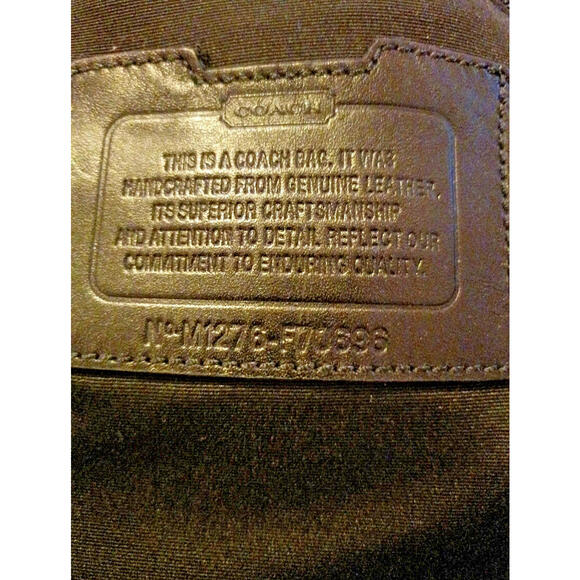 COACH
THIS IS A COACH BAG. IT WAS
HANDCRAFTED FROM GENUINE LEATHER.
ITS SUPERIOR CRAFTSMANSHIP
AND ATTENTION TO DETAIL REFLECT OUR
COMMITMENT TO ENDURING QUALITY.